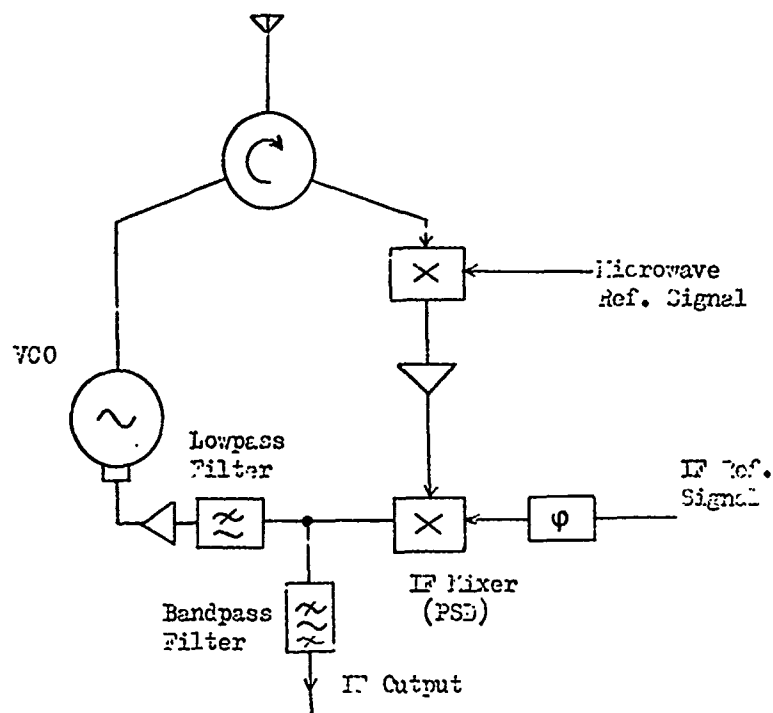 Microwave
Ref. Signal
VCO
Lowpass
Filter
IF Ref.
Signal
φ
IF Mixer
(PSD)
Bandpass
Filter
IF Output